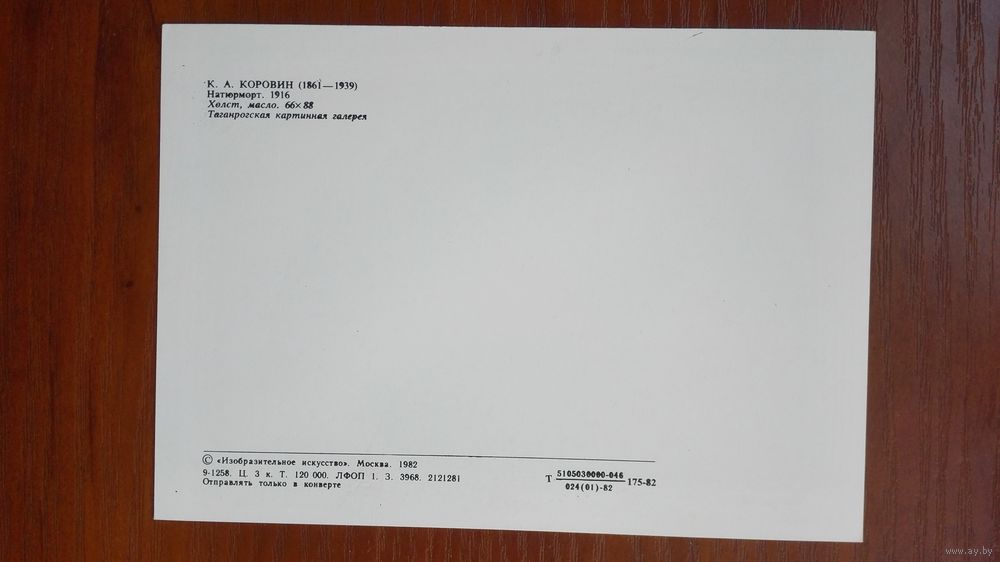 К. А. КОРОВИН (1861—1939)
Натюрморт. 1916
Холст, масло. 66×88
Таганрогская картинная галерея
© «Изобразительное искусство». Москва. 1982
9-1258. Ц. 3 к. Т. 120 000. ЛФОП 1. З. 3968. 2121281
Отправлять только в конверте
Т 5105030000-046 175-82
024(01)-82
www.ay.by